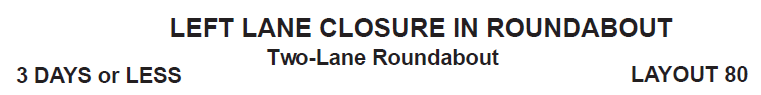 LEFT LANE CLOSURE IN ROUNDABOUT
Two-Lane Roundabout
3 DAYS or LESS
LAYOUT 80